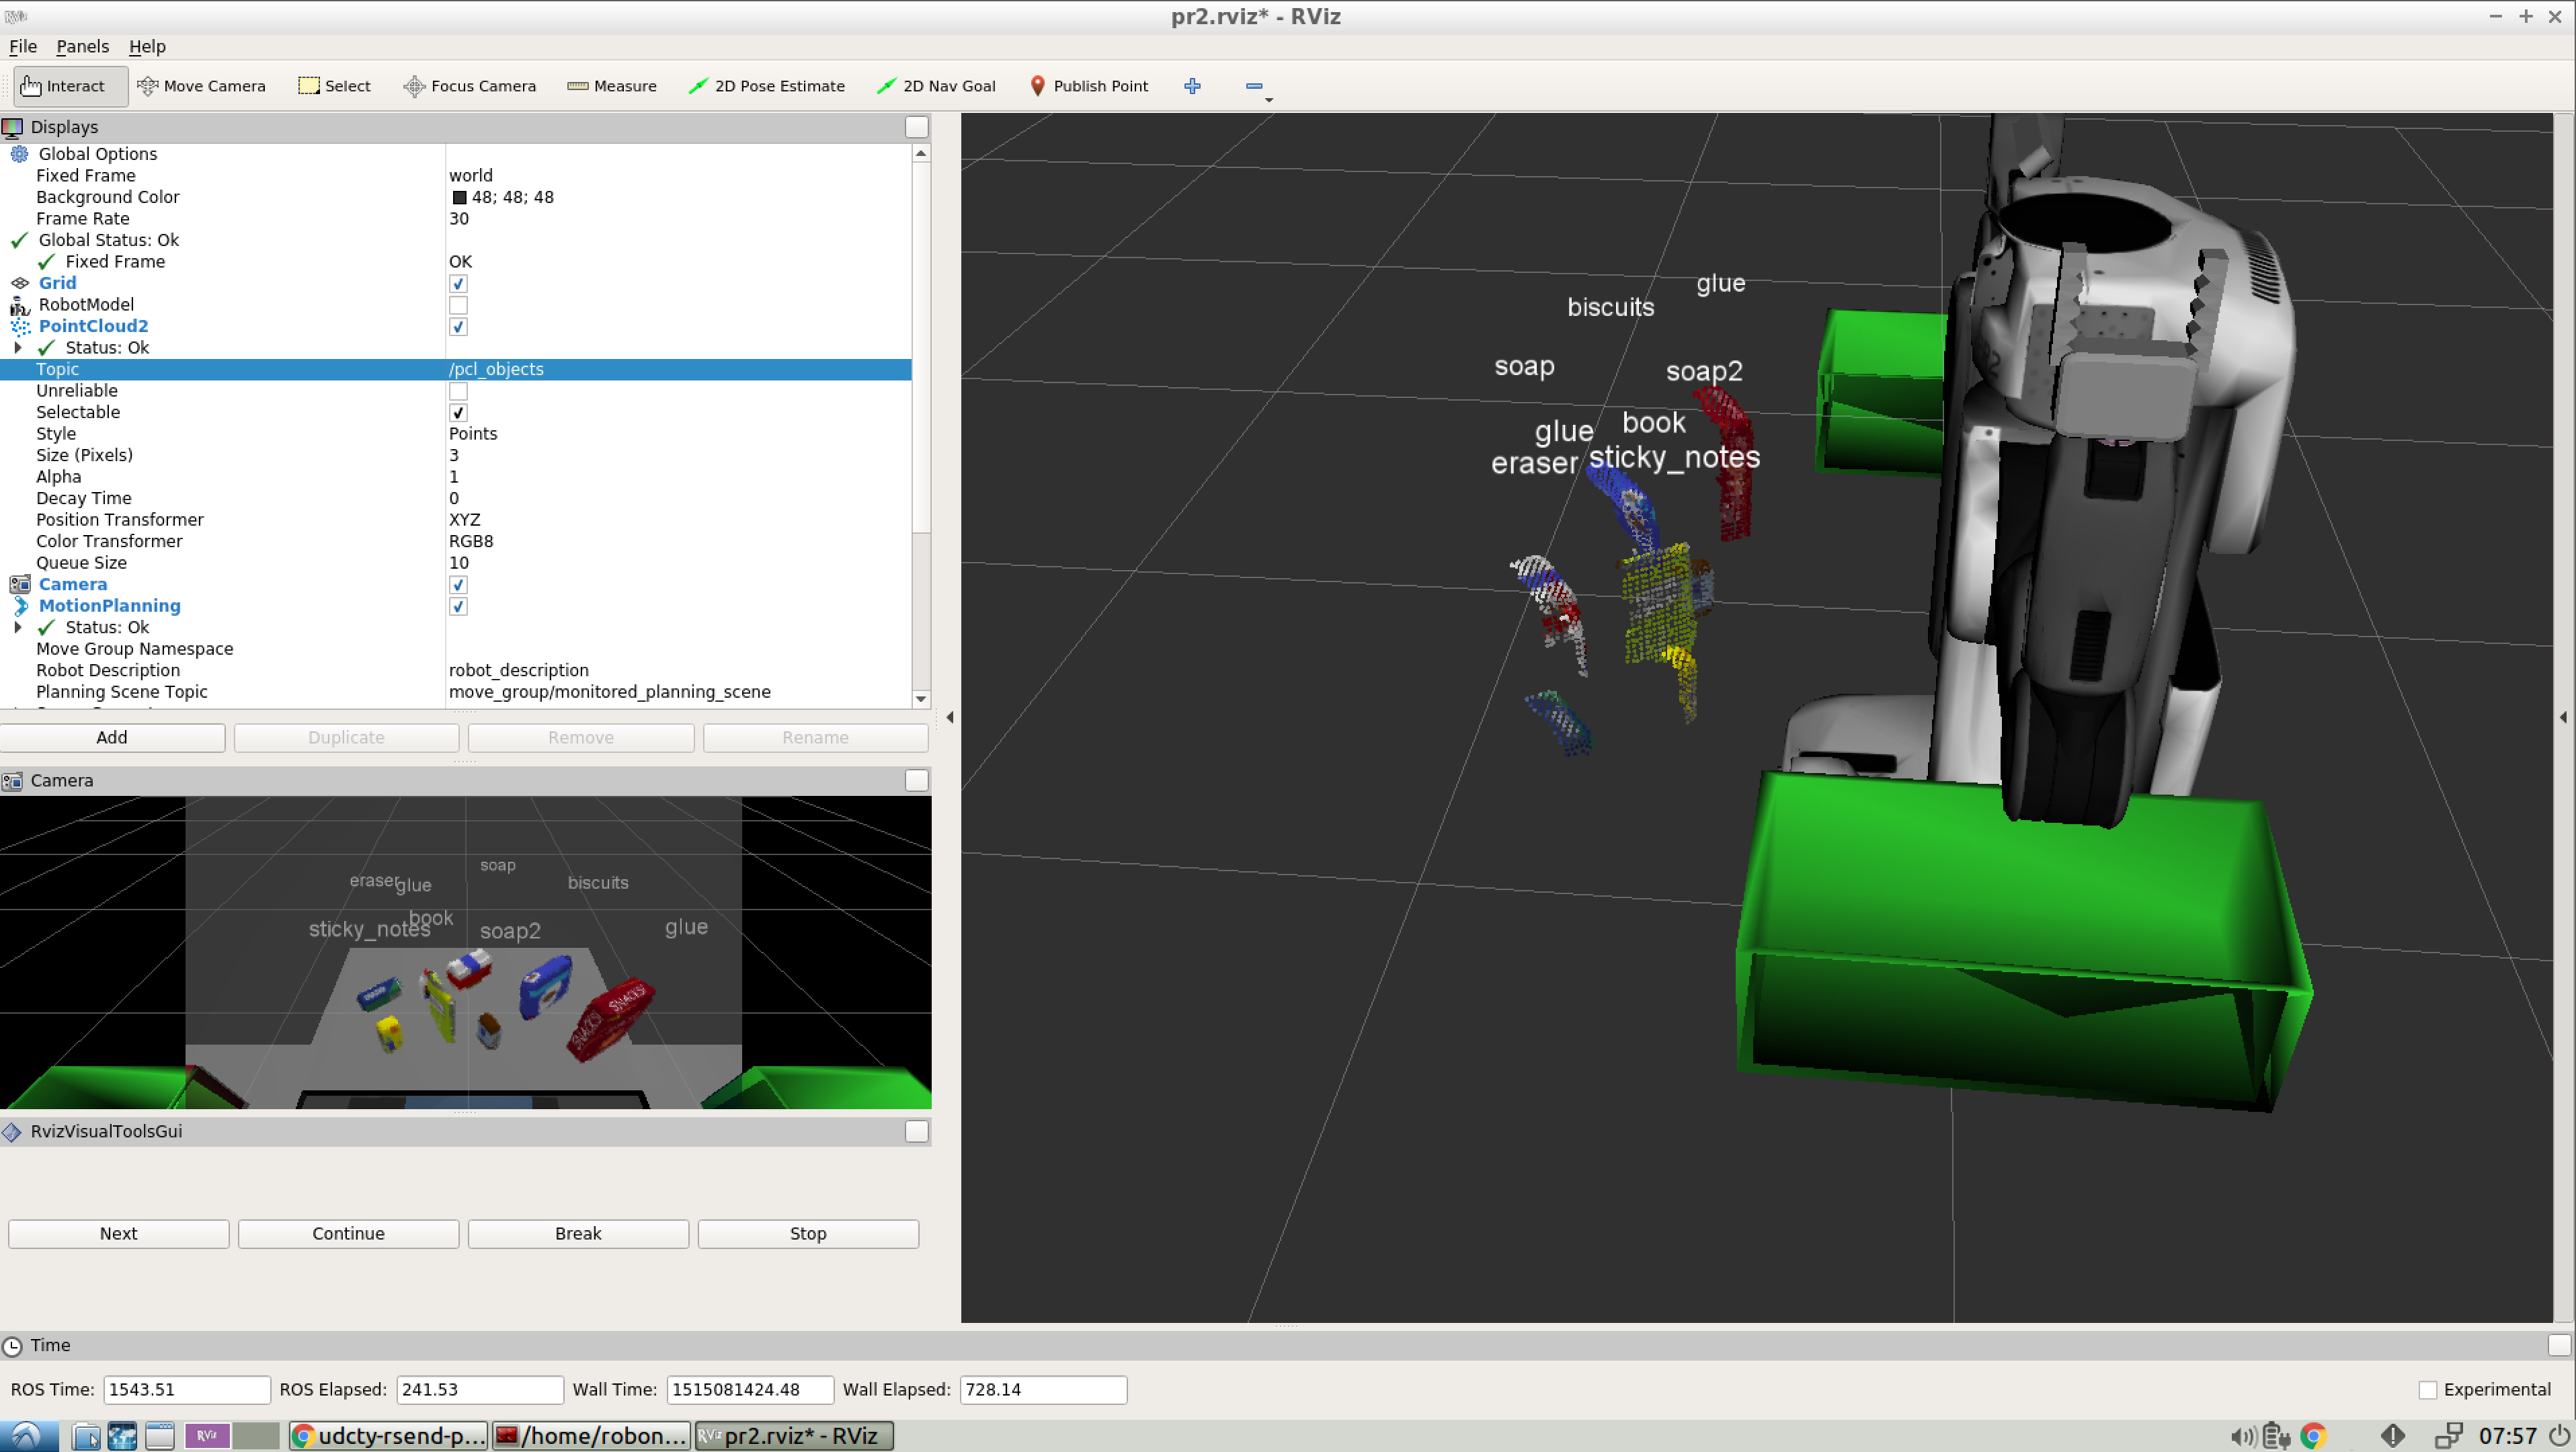 pr2.rviz* - RViz
File Panels Help
Interact Move Camera Select Focus Camera Measure 2D Pose Estimate 2D Nav Goal Publish Point
Displays
Global Options
Fixed Frame world
Background Color 48; 48; 48
Frame Rate 30
Global Status: Ok
Fixed Frame OK
Grid
RobotModel
PointCloud2
Status: Ok
Topic /pcl_objects
Unreliable
Selectable
Style Points
Size (Pixels) 3
Alpha 1
Decay Time 0
Position Transformer XYZ
Color Transformer RGB8
Queue Size 10
Camera
MotionPlanning
Status: Ok
Move Group Namespace
Robot Description robot_description
Planning Scene Topic move_group/monitored_planning_scene
Add Duplicate Remove Rename
Camera
soap
eraser glue biscuits
book
sticky_notes soap2 glue
SNACKS!
SNACKS!
RvizVisualToolsGui
Next Continue Break Stop
glue
biscuits
soap soap2
glue book
eraser sticky_notes
Time
ROS Time: 1543.51 ROS Elapsed: 241.53 Wall Time: 1515081424.48 Wall Elapsed: 728.14 Experimental
RViz udcty-rsend-p... /home/robon... RViz pr2.rviz* - RViz 07:57